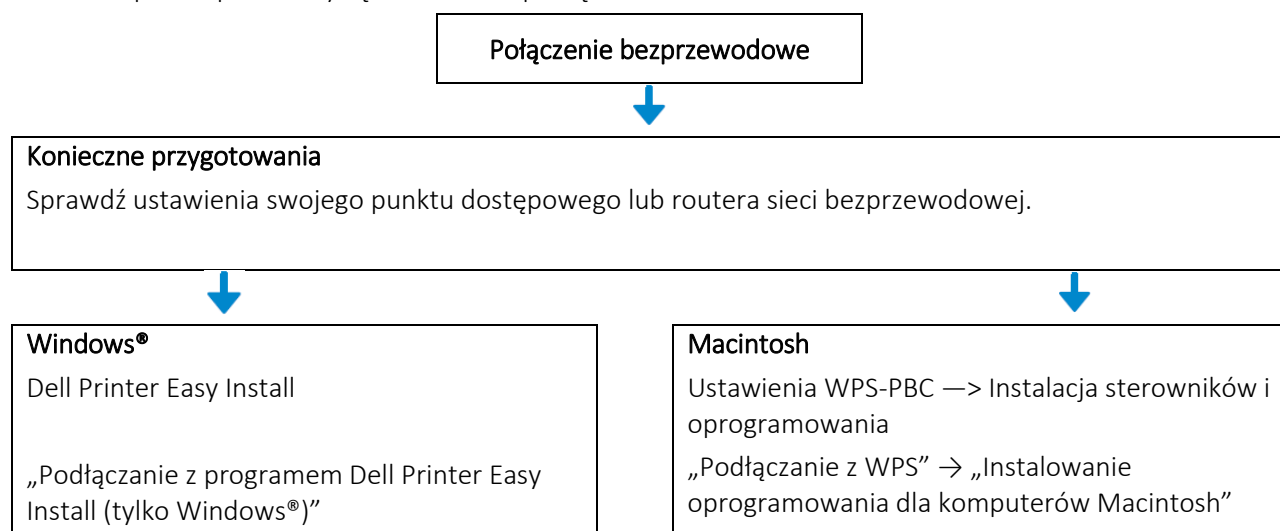 Połączenie bezprzewodowe
Konieczne przygotowania
Sprawdź ustawienia swojego punktu dostępowego lub routera sieci bezprzewodowej.
Windows®
Dell Printer Easy Install
„Podłączanie z programem Dell Printer Easy
Install (tylko Windows®)”
Macintosh
Ustawienia WPS-PBC —> Instalacja sterowników i
oprogramowania
„Podłączanie z WPS” → „Instalowanie
oprogramowania dla komputerów Macintosh”